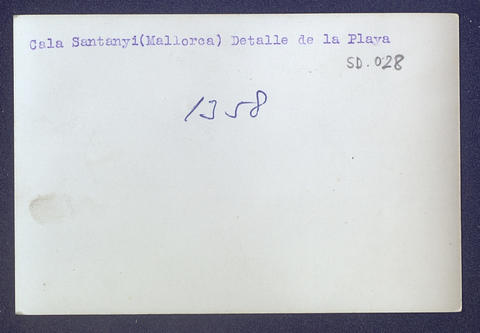 Cala Santanyi(Mallorca) Detalle de la Playa
SD.028
1358